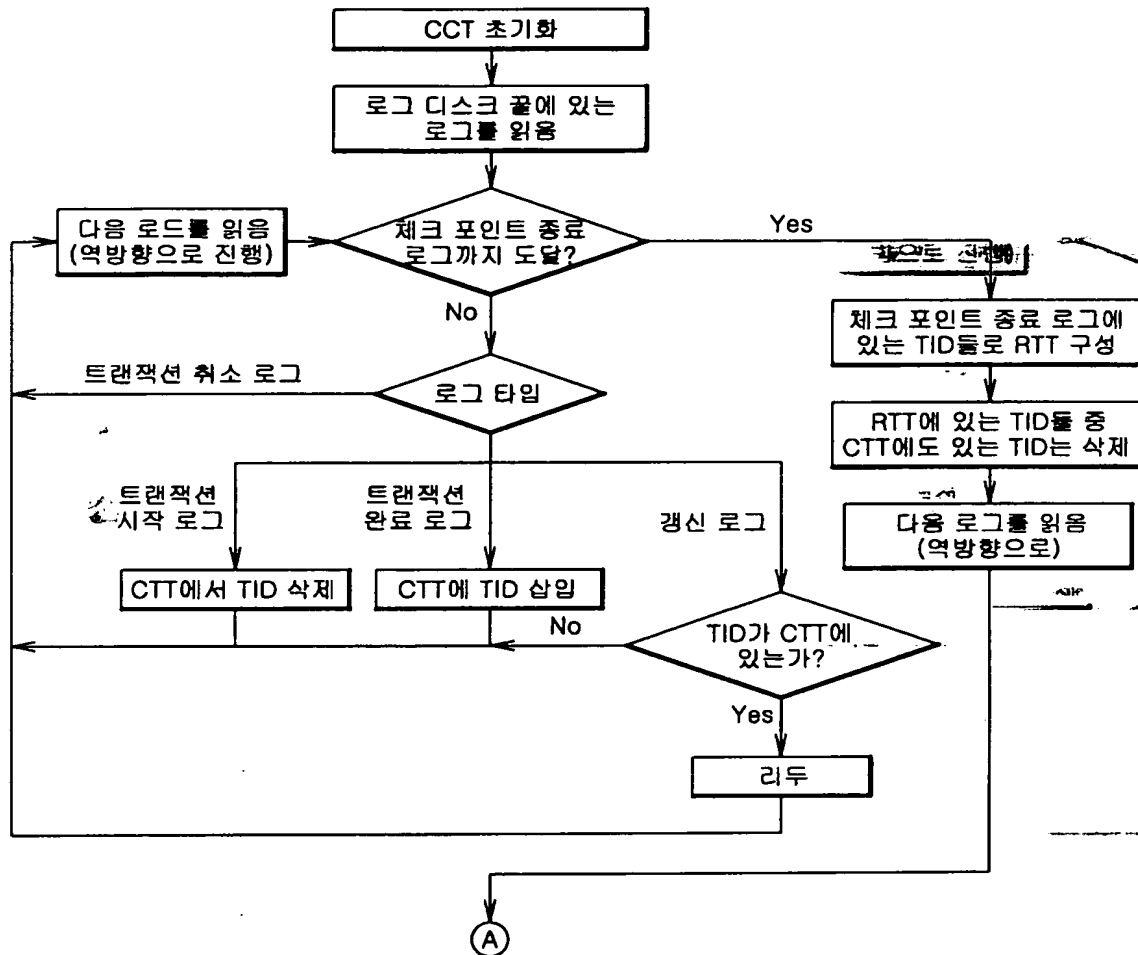 CCT 초기화
로그 디스크 끝에 있는
로그를 읽음
다음 로드를 읽음
(역방향으로 진행)
체크 포인트 종료
로그까지 도달?
Yes
No
체크 포인트 종료 로그에
있는 TID들로 RTT 구성
트랜잭션 취소 로그
로그 타입
RTT에 있는 TID들 중
CTT에도 있는 TID는 삭제
트랜잭션
시작 로그
트랜잭션
완료 로그
갱신 로그
다음 로그를 읽음
(역방향으로)
CTT에서 TID 삭제
CTT에 TID 삽입
No
TID가 CTT에
있는가?
Yes
리두
A